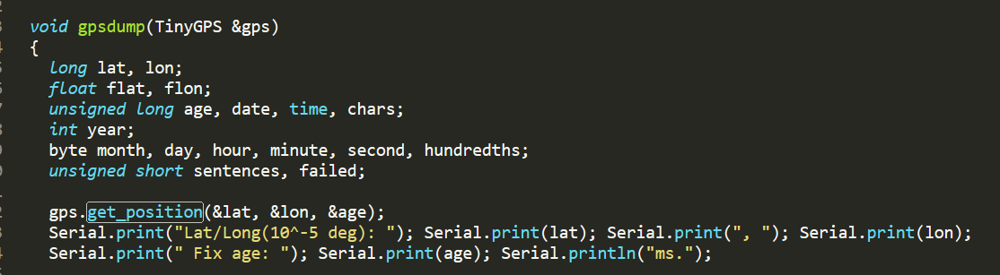 void gpsdump(TinyGPS &gps)
{
  long lat, lon;
  float flat, flon;
  unsigned long age, date, time, chars;
  int year;
  byte month, day, hour, minute, second, hundredths;
  unsigned short sentences, failed;

  gps.get_position(&lat, &lon, &age);
  Serial.print("Lat/Long(10^-5 deg): "); Serial.print(lat); Serial.print(", "); Serial.print(lon);
  Serial.print(" Fix age: "); Serial.print(age); Serial.println("ms.");